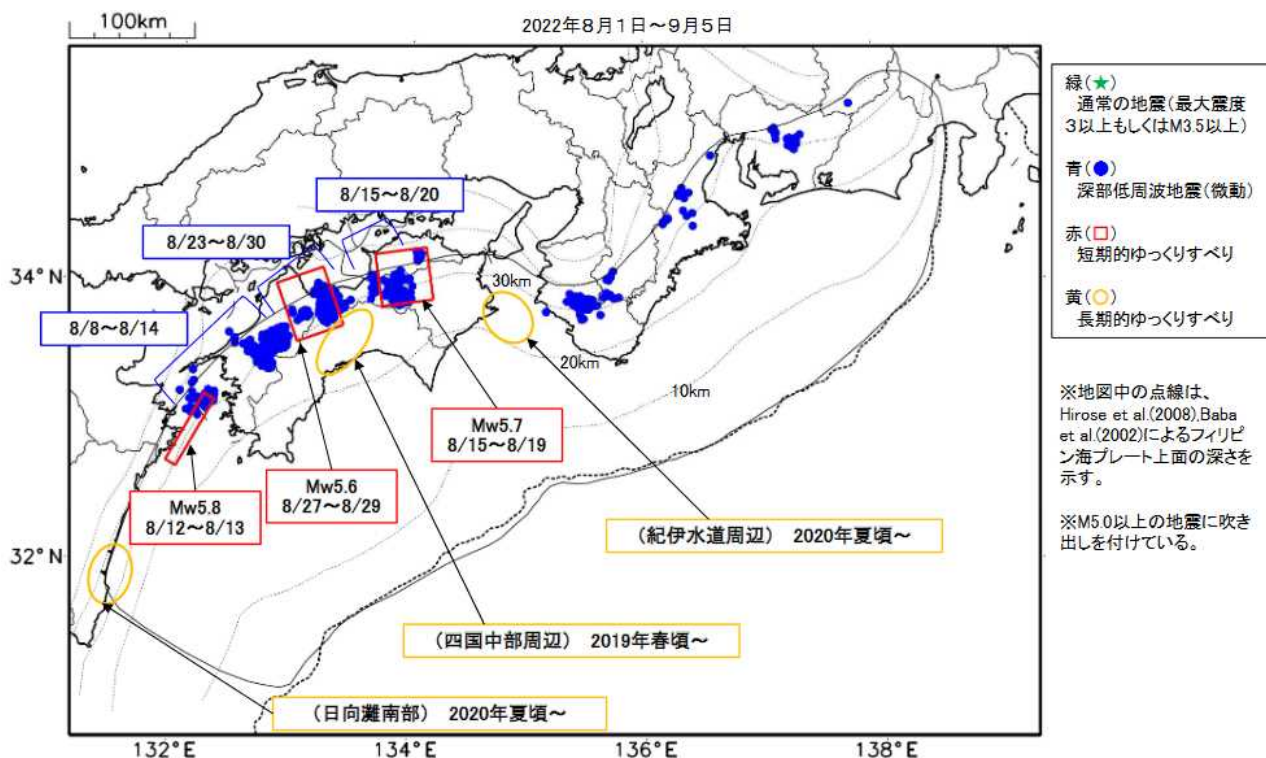 100km
2022年8月1日～9月5日
緑(★)
通常の地震(最大震度
3以上もしくはM3.5以上)
青(●)
深部低周波地震(微動)
赤(□)
短期的ゆっくりすべり
黄(○)
長期的ゆっくりすべり
※地図中の点線は、
Hirose et al.(2008),Baba
et al.(2002)によるフィリピ
ン海プレート上面の深さを
示す。
※M5.0以上の地震に吹き
出しを付けている。
8/15～8/20
8/23～8/30
8/8～8/14
34°N
32°N
30km
20km
10km
Mw5.7
8/15～8/19
Mw5.6
8/27～8/29
Mw5.8
8/12～8/13
(紀伊水道周辺) 2020年夏頃～
(四国中部周辺) 2019年春頃～
(日向灘南部) 2020年夏頃～
132°E
134°E
136°E
138°E